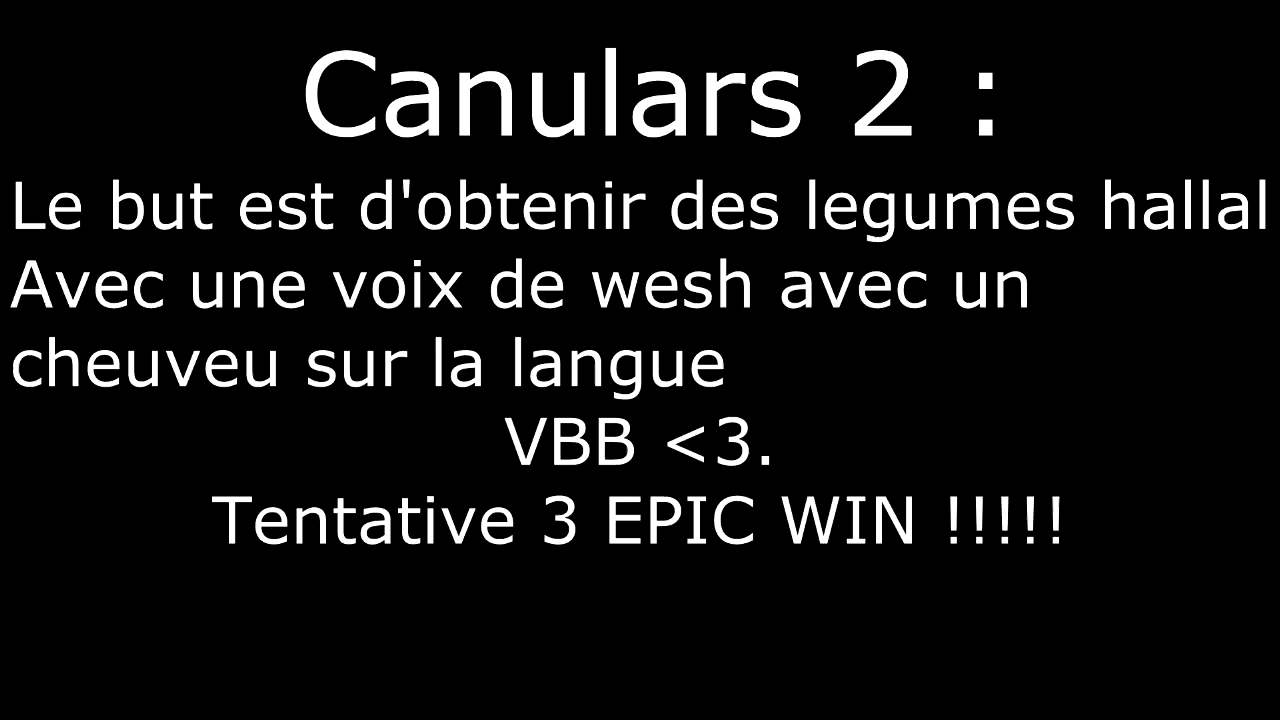 Canulars 2 :
Le but est d'obtenir des legumes hallal
Avec une voix de wesh avec un
cheuveu sur la langue
VBB <3.
Tentative 3 EPIC WIN !!!!!